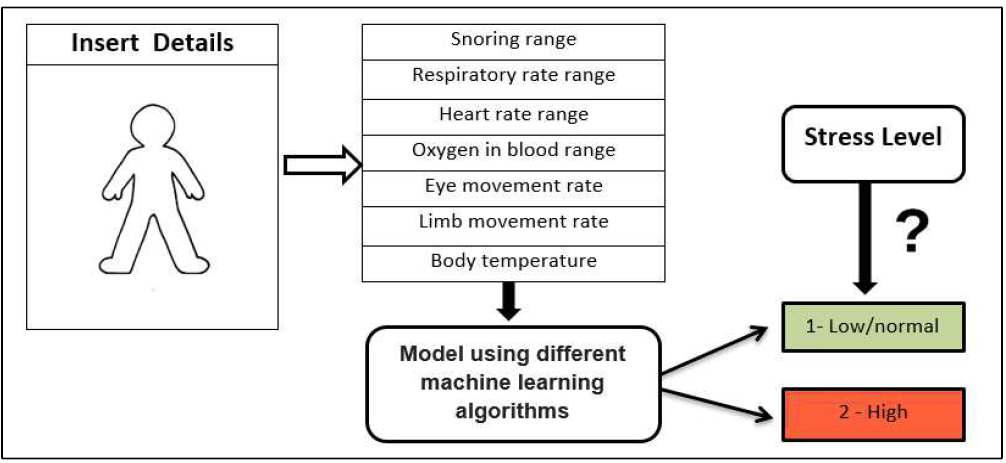 Insert Details
Snoring range
Respiratory rate range
Heart rate range
Oxygen in blood range
Eye movement rate
Limb movement rate
Body temperature
Model using different
machine learning
algorithms
Stress Level
?
1- Low/normal
2 - High